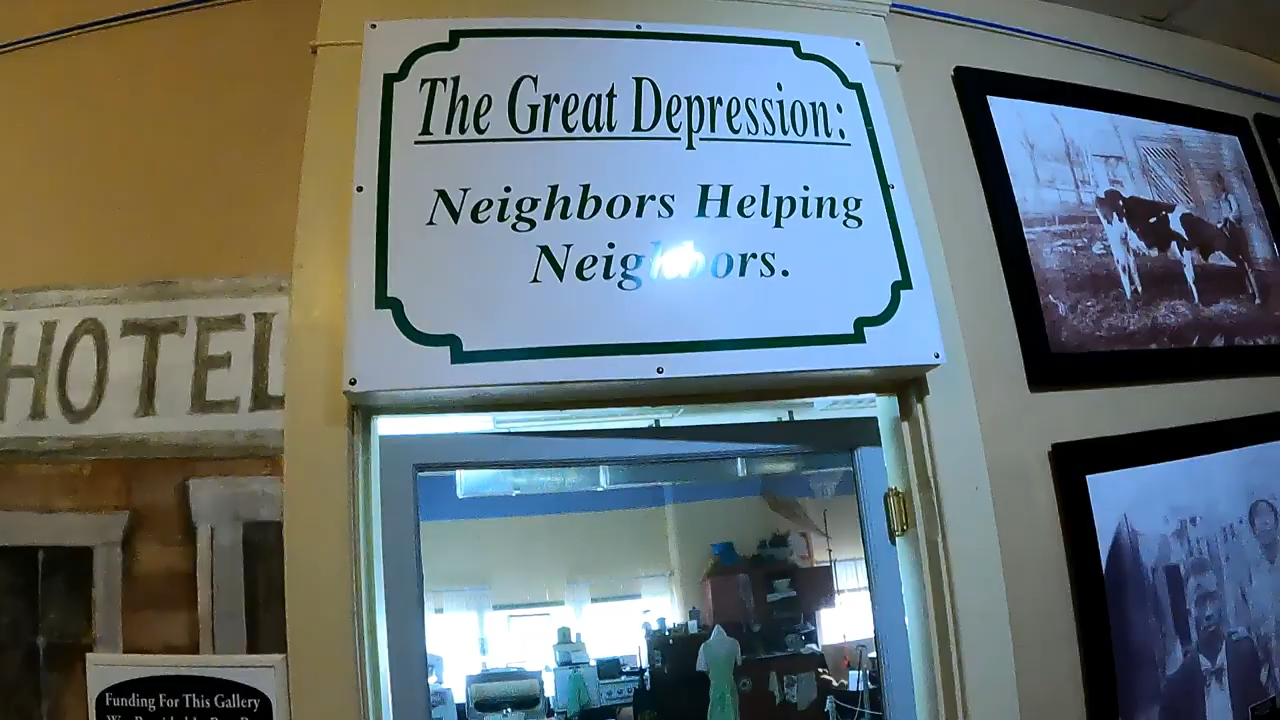 The Great Depression:
Neighbors Helping
Neighbors.
HOTEL
Funding For This Gallery